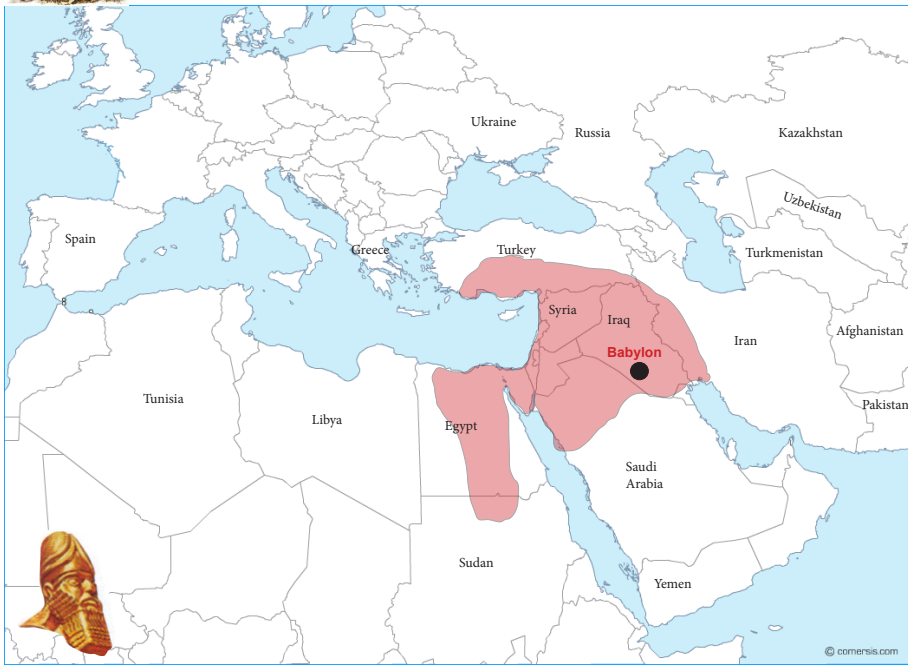 Ukraine
Russia
Kazakhstan
Uzbekistan
Spain
Greece
Turkey
Turkmenistan
Syria
Iraq
Iran
Afghanistan
Babylon
Tunisia
Libya
Egypt
Pakistan
Saudi
Arabia
Sudan
Yemen
© comersis.com